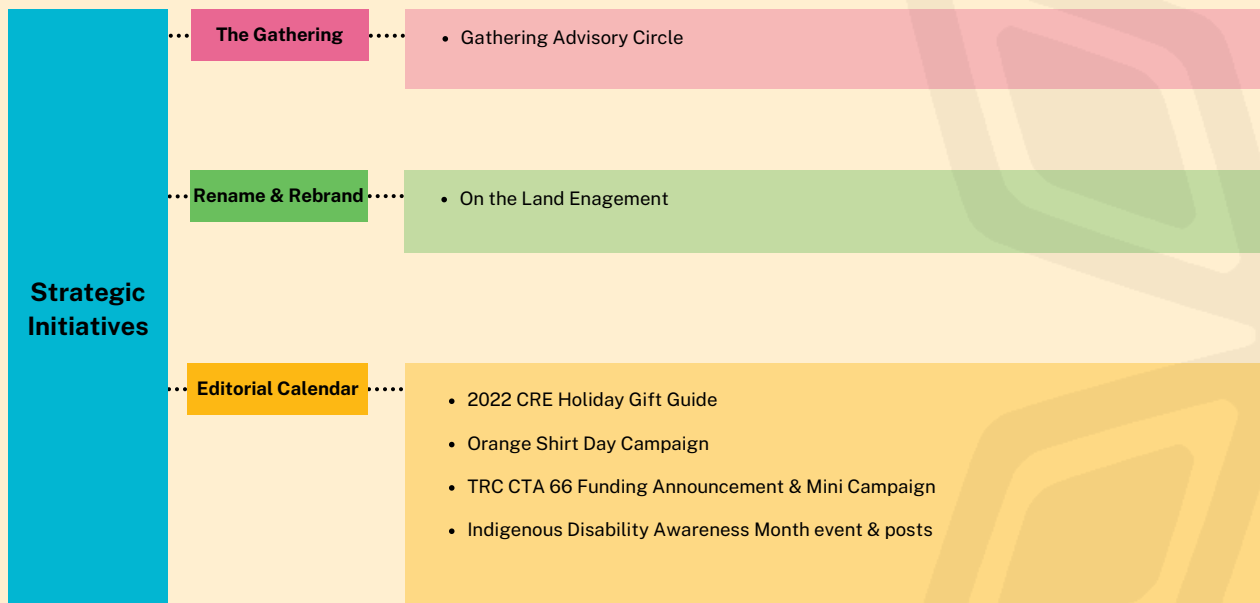 The Gathering
• Gathering Advisory Circle
Rename & Rebrand
• On the Land Enagement
Strategic
Initiatives
Editorial Calendar
• 2022 CRE Holiday Gift Guide
• Orange Shirt Day Campaign
• TRC CTA 66 Funding Announcement & Mini Campaign
• Indigenous Disability Awareness Month event & posts